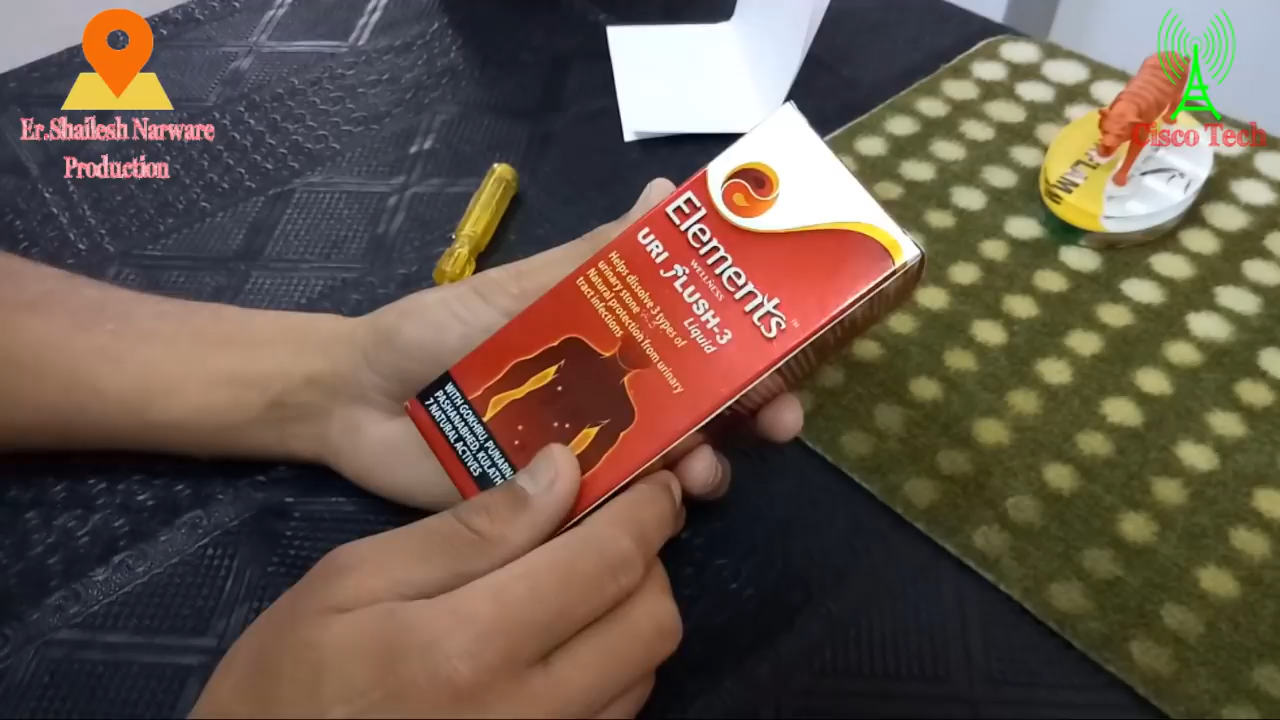 Er.Shailesh Narware
Production
Cisco Tech
Elements
WELLNESS
URI fLUSH-3
Liquid
Helps dissolve 3 types of
urinary stone
Natural protection from urinary
tract infections
WITH GOKHRU, PUNARN
PASHANABHED, KULATH
7 NATURAL ACTIVES